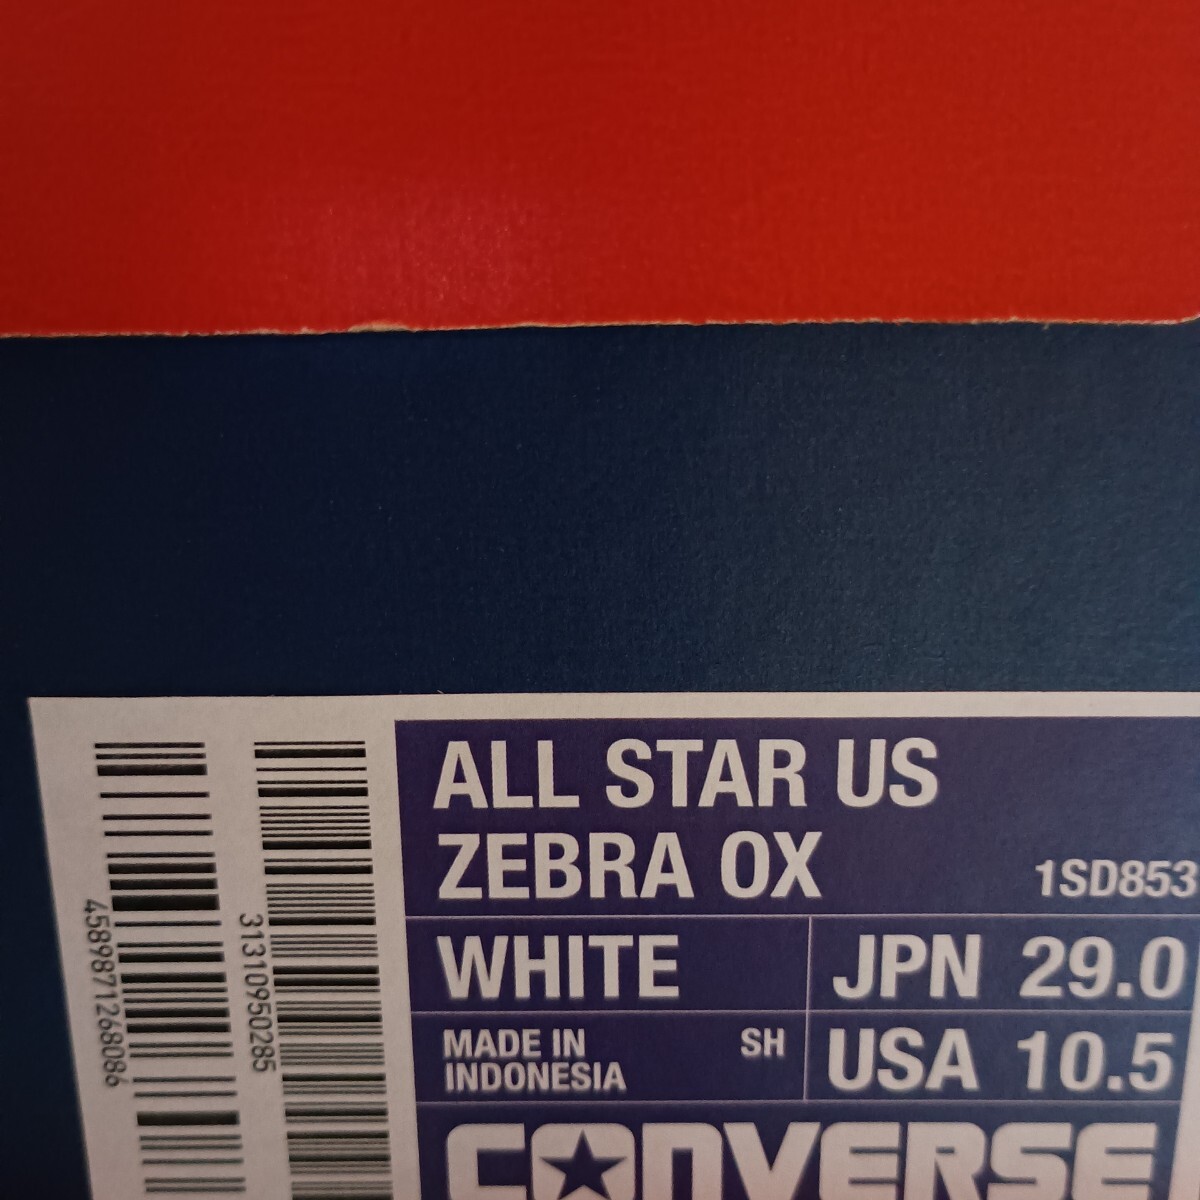 ALL STAR US
ZEBRA OX
1SD853
WHITE
JPN 29.0
MADE IN
INDONESIA
SH
USA 10.5
CONVERSE
4589871268086
31310950285